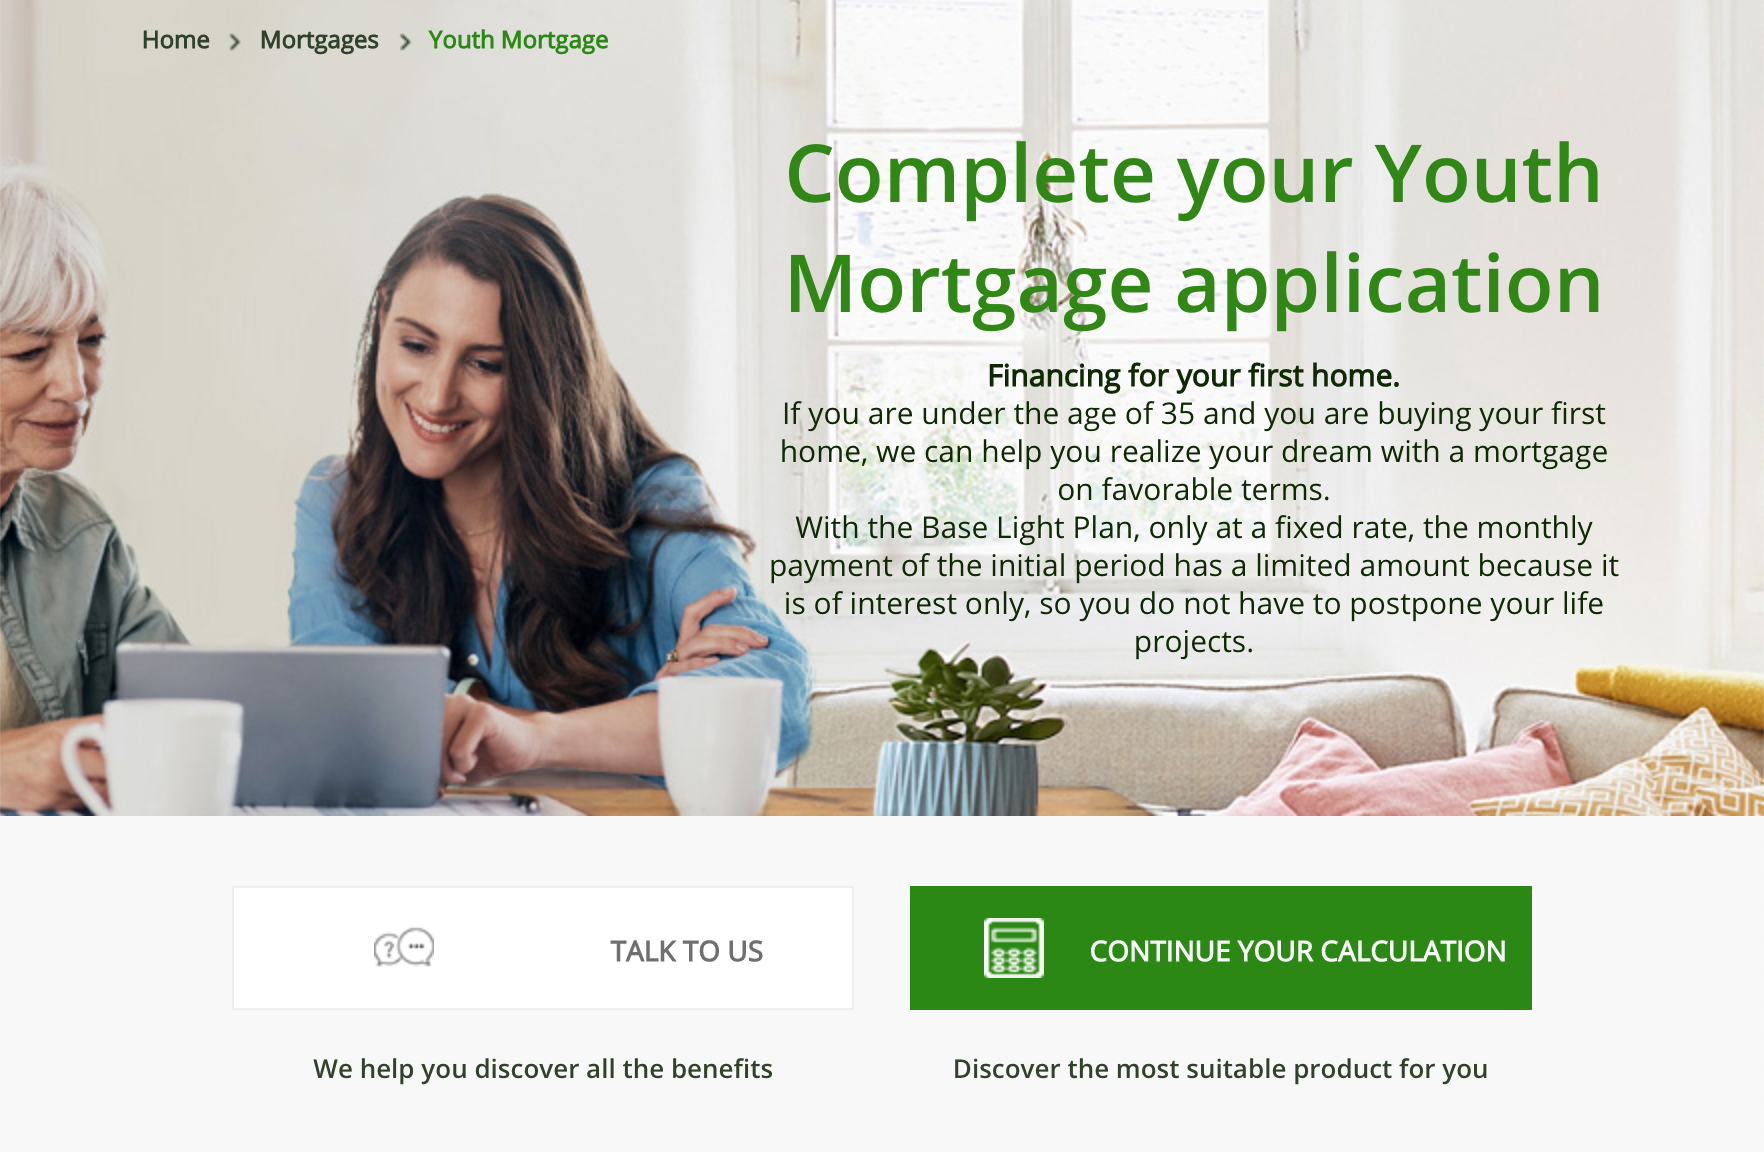 Home > Mortgages > Youth Mortgage
Complete your Youth
Mortgage application
Financing for your first home.
If you are under the age of 35 and you are buying your first
home, we can help you realize your dream with a mortgage
on favorable terms.
With the Base Light Plan, only at a fixed rate, the monthly
payment of the initial period has a limited amount because it
is of interest only, so you do not have to postpone your life
projects.
TALK TO US
CONTINUE YOUR CALCULATION
We help you discover all the benefits
Discover the most suitable product for you